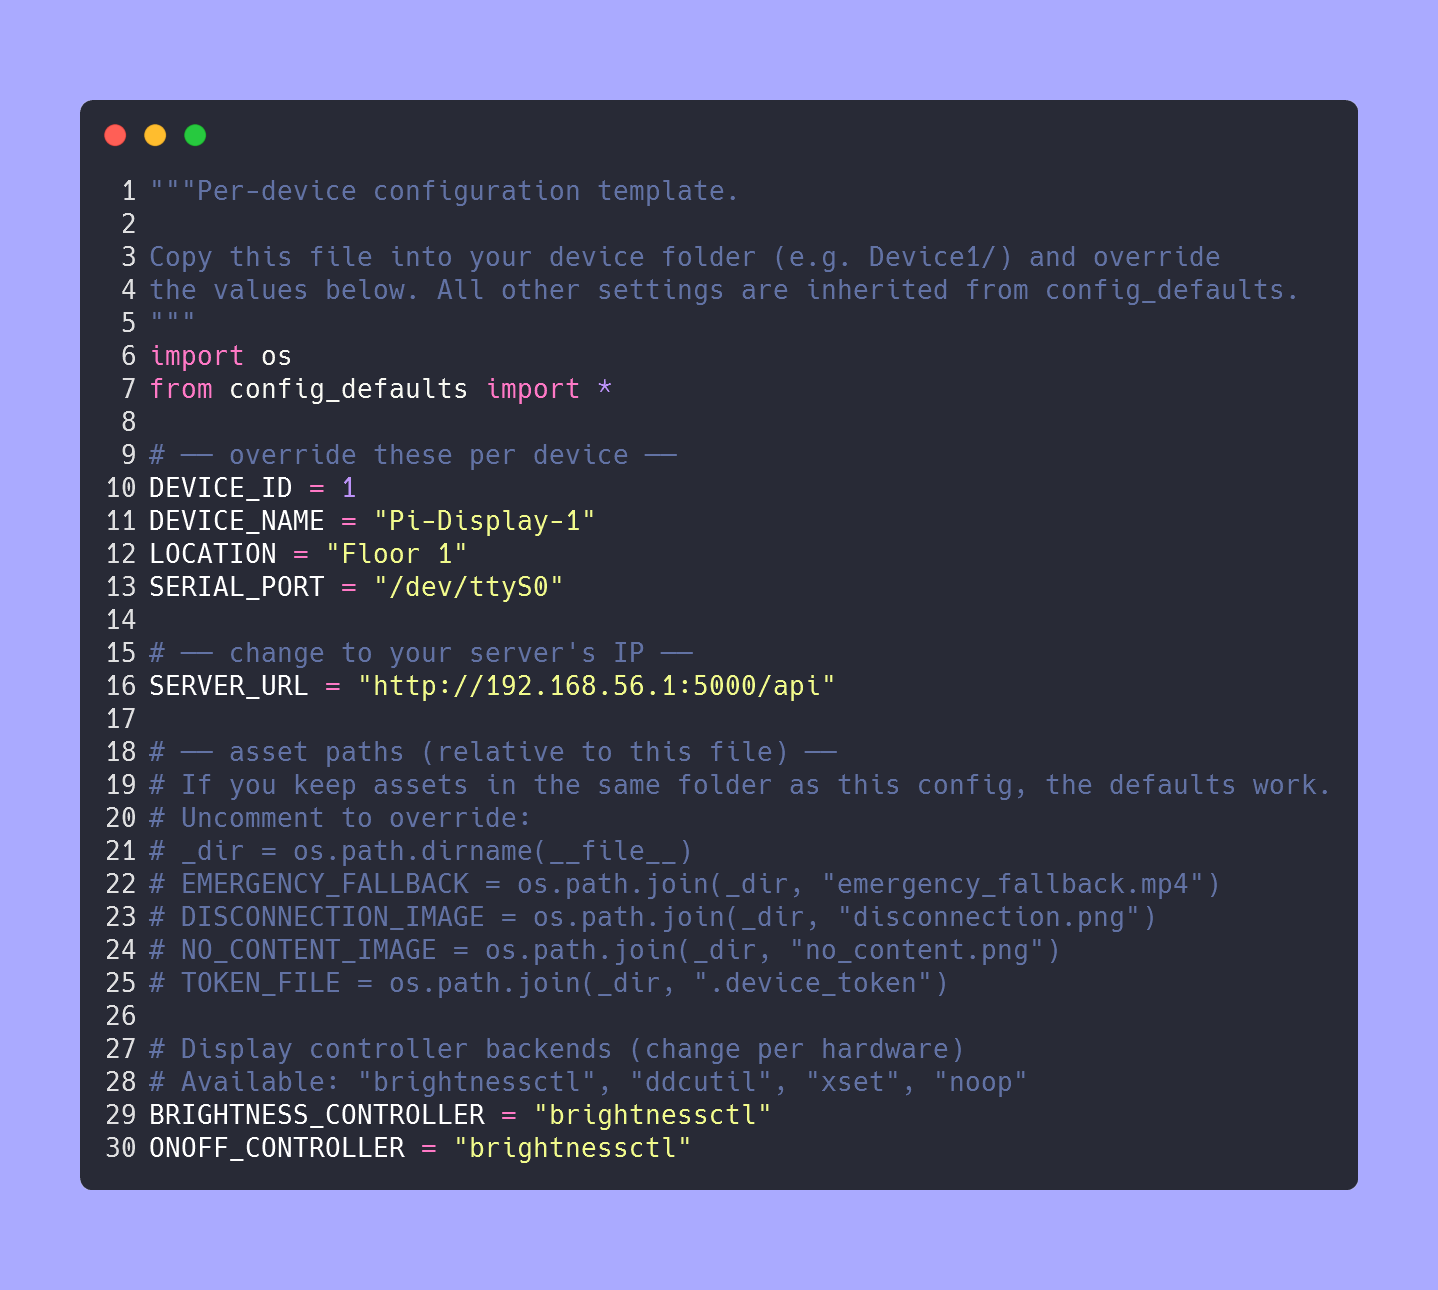 1 """Per-device configuration template.
2
3 Copy this file into your device folder (e.g. Device1/) and override
4 the values below. All other settings are inherited from config_defaults.
5 """
6 import os
7 from config_defaults import *
8
9 # ── override these per device ──
10 DEVICE_ID = 1
11 DEVICE_NAME = "Pi-Display-1"
12 LOCATION = "Floor 1"
13 SERIAL_PORT = "/dev/ttyS0"
14
15 # ── change to your server's IP ──
16 SERVER_URL = "http://192.168.56.1:5000/api"
17
18 # ── asset paths (relative to this file) ──
19 # If you keep assets in the same folder as this config, the defaults work.
20 # Uncomment to override:
21 # _dir = os.path.dirname(__file__)
22 # EMERGENCY_FALLBACK = os.path.join(_dir, "emergency_fallback.mp4")
23 # DISCONNECTION_IMAGE = os.path.join(_dir, "disconnection.png")
24 # NO_CONTENT_IMAGE = os.path.join(_dir, "no_content.png")
25 # TOKEN_FILE = os.path.join(_dir, ".device_token")
26
27 # Display controller backends (change per hardware)
28 # Available: "brightnessctl", "ddcutil", "xset", "noop"
29 BRIGHTNESS_CONTROLLER = "brightnessctl"
30 ONOFF_CONTROLLER = "brightnessctl"